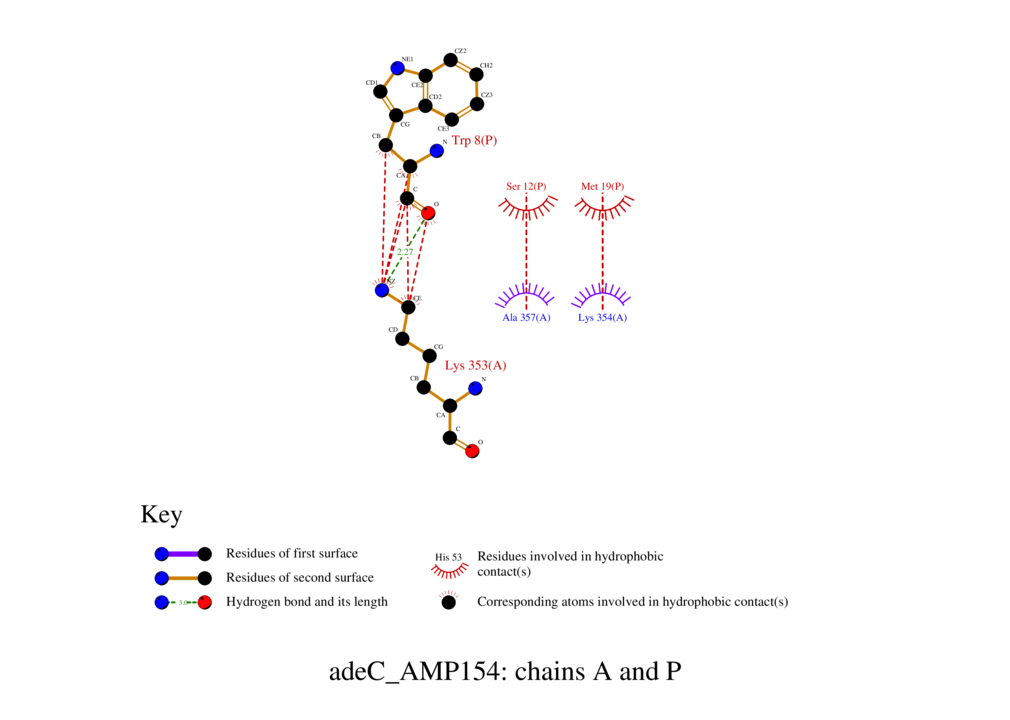 CZ2
NE1
CH2
CE2
CD1
CZ3
CD2
CG
CE3
CB
N
Trp 8(P)
CA
C
Ser 12(P)
Met 19(P)
O
2.27
NZ
CE
Ala 357(A)
Lys 354(A)
CD
CG
Lys 353(A)
CB
N
CA
C
O
Key
Residues of first surface
His 53
Residues involved in hydrophobic
contact(s)
Residues of second surface
3.0
Hydrogen bond and its length
Corresponding atoms involved in hydrophobic contact(s)
adeC_AMP154: chains A and P